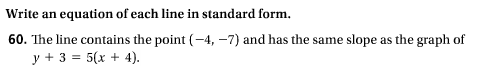 Write an equation of each line in standard form.
60. The line contains the point (−4, −7) and has the same slope as the graph of
y + 3 = 5(x + 4).